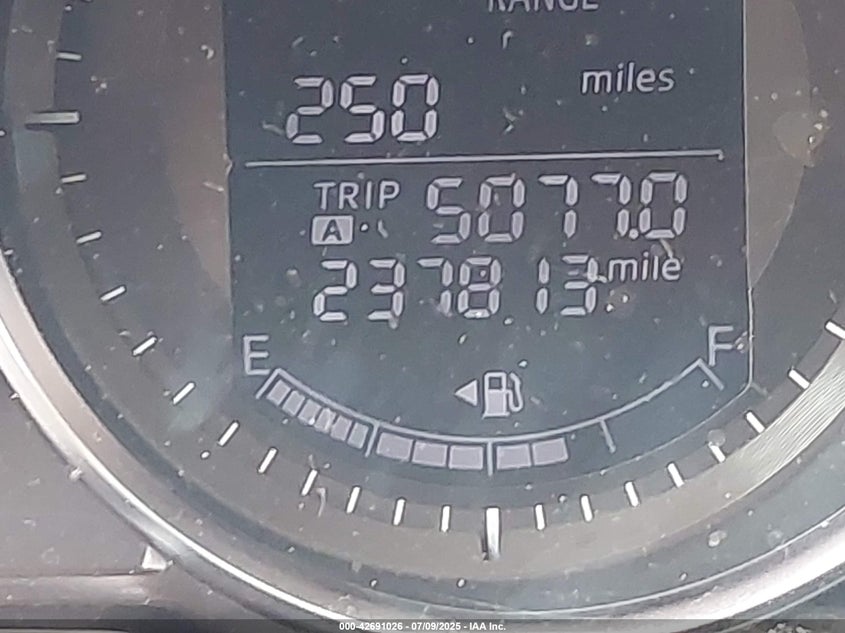 RANGE
250 miles
TRIP
A 5077.0
237813 mile
E F
000-42691026 - 07/09/2025 - IAA Inc.